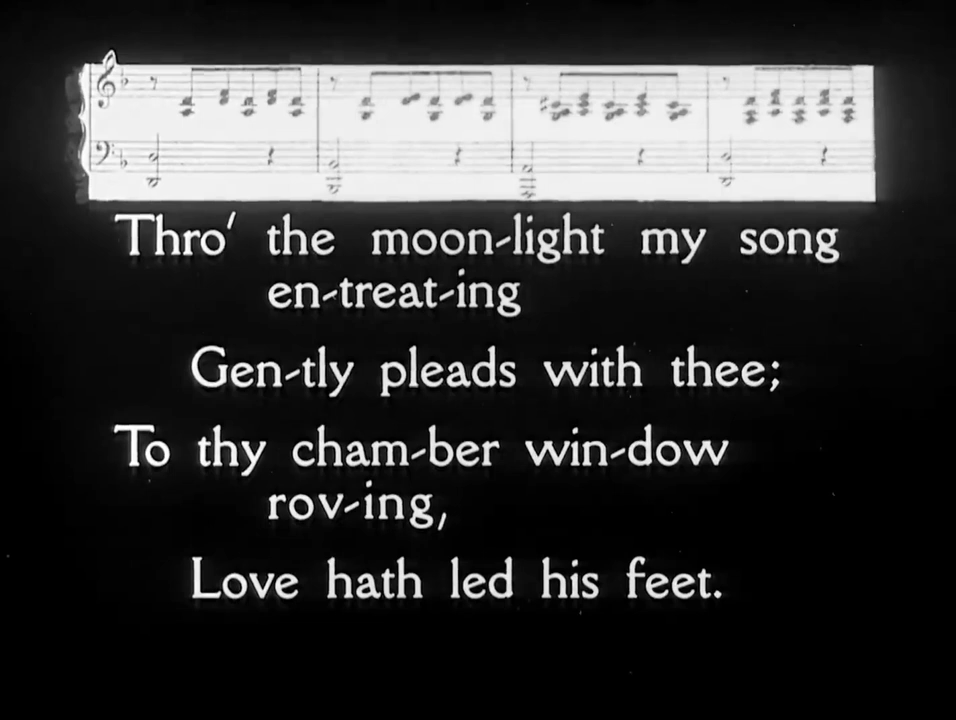 Thro' the moon-light my song
en-treat-ing
Gen-tly pleads with thee;
To thy cham-ber win-dow
rov-ing,
Love hath led his feet.